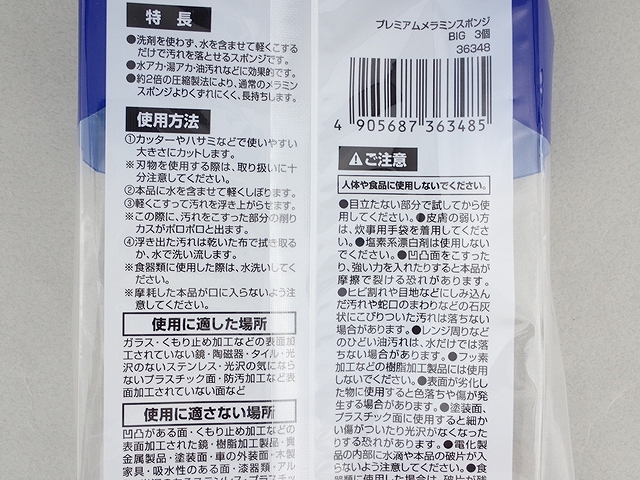 特長
●洗剤を使わず、水を含ませて軽くこする
だけで汚れを落とせるスポンジです。
●水アカ・湯アカ・油汚れなどに効果的です。
●約2倍の圧縮製法により、通常のメラミン
スポンジよりくずれにくく、長持ちします。
使用方法
①カッターやハサミなどで使いやすい
大きさにカットします。
※刃物を使用する際は、取り扱いに十
分注意してください。
②本品に水を含ませて軽くしぼります。
③軽くこすって汚れを浮き上がらせます。
※この際に、汚れをこすった部分の削り
カスがポロポロと出ます。
④浮き出た汚れは乾いた布で拭き取る
か、水で洗い流します。
※食器類に使用した際は、水洗いしてく
ださい。
※摩耗した本品が口に入らないよう注
意してください。
使用に適した場所
ガラス・くもり止め加工などの表面加
工されていない鏡・陶磁器・タイル・光
沢のないステンレス・光沢の気になら
ないプラスチック面・防汚加工など表
面加工されていない面など
使用に適さない場所
凹凸がある面・くもり止め加工などの
表面加工された鏡・樹脂加工製品・貴
金属製品・塗装面・車の外装面・木製
家具・吸水性のある面・漆器類・アル
プレミアムメラミンスポンジ
BIG 3個
36348
4 905687 363485
ご注意
人体や食品に使用しないでください。
●目立たない部分で試してから使
用してください。●皮膚の弱い方
は、炊事用手袋を着用してくださ
い。●塩素系漂白剤は使用しない
でください。●凹凸面をこすった
り、強い力を入れたりすると本品が
摩擦で裂ける恐れがあります。
●ヒビ割れや目地などにしみ込ん
だ汚れや蛇口のまわりなどの石灰
状にこびりついた汚れは落ちない
場合があります。●レンジ周りなど
のひどい油汚れは、水だけでは落
ちない場合があります。●フッ素
加工などの樹脂加工製品には使用
しないでください。●表面が劣化し
た物に使用すると色落ちや傷が発
生する場合があります。●塗装面、
プラスチック面に使用すると細か
い傷がついたり光沢がなくなった
りする恐れがあります。●電化製
品の内部に水滴や本品の破片が入
らないよう注意してください。●食